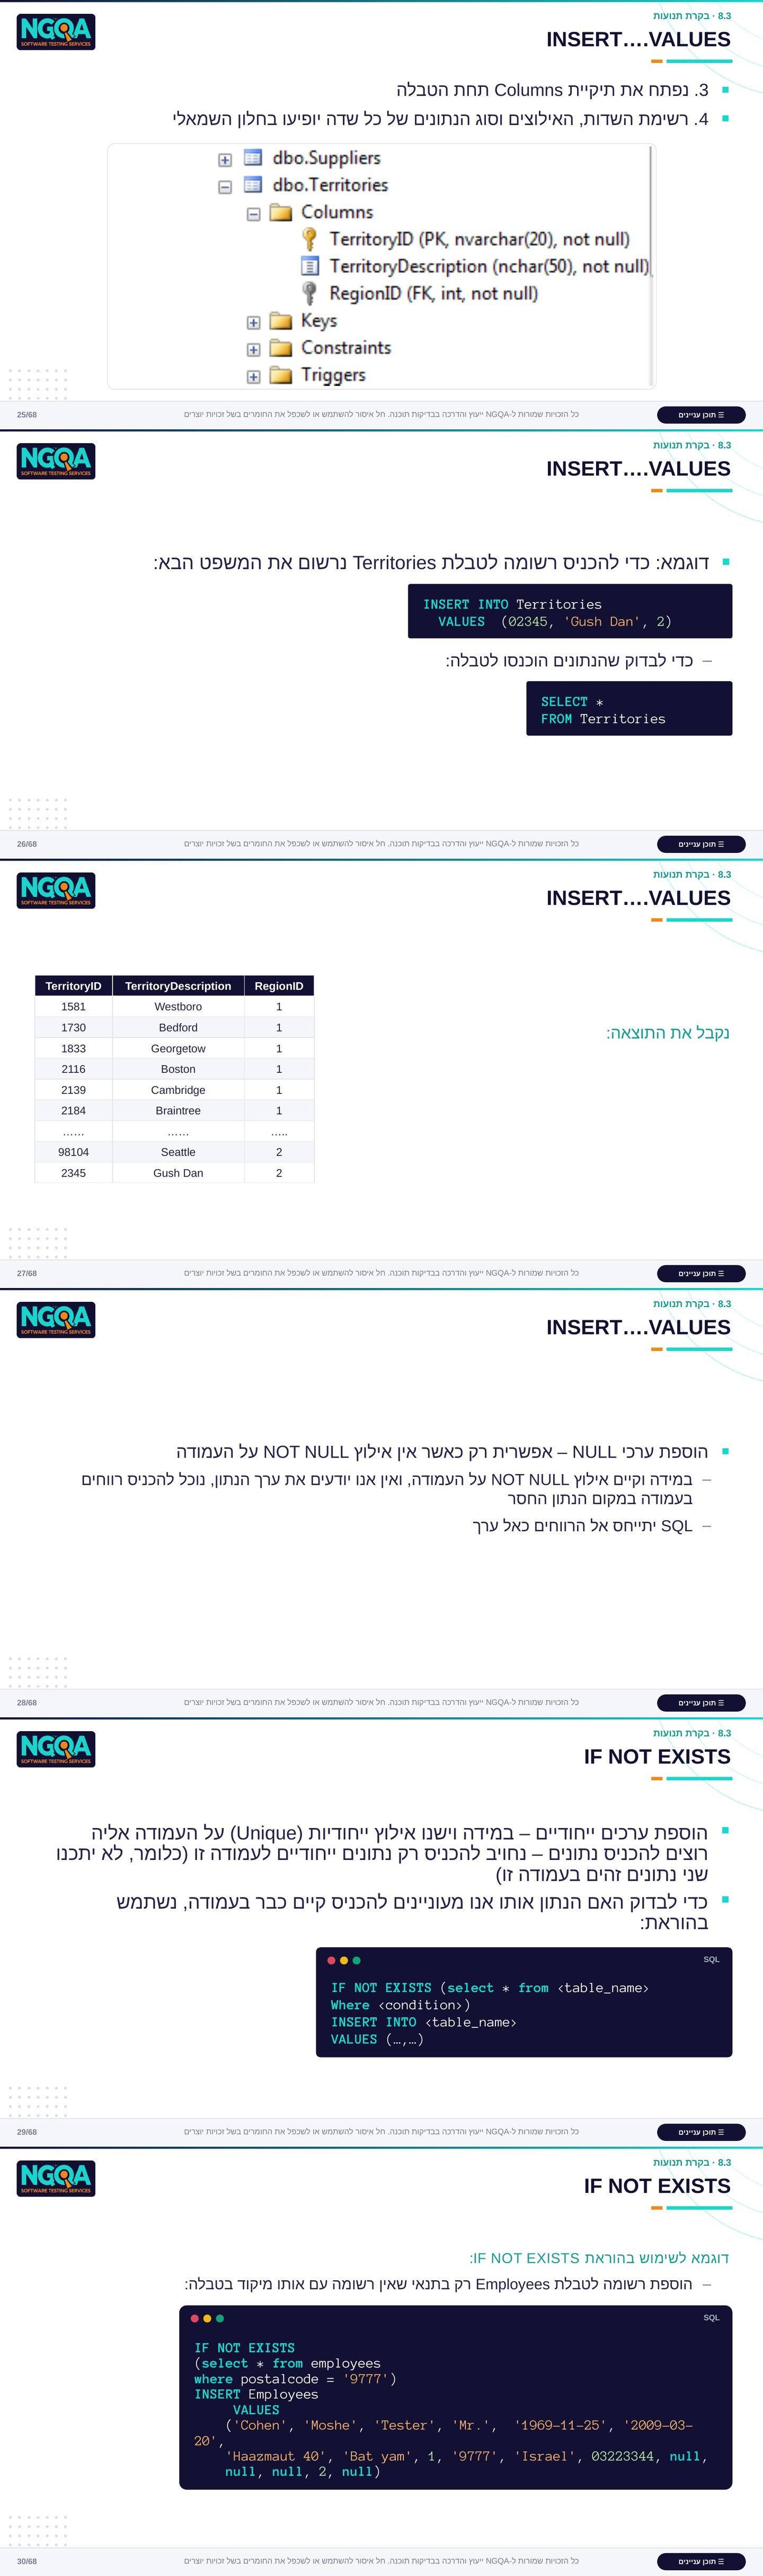 8.3 · בקרת תנועות
INSERT….VALUES
NGQA
SOFTWARE TESTING SERVICES
3. נפתח את תיקיית Columns תחת הטבלה
4. רשימת השדות, האילוצים וסוג הנתונים של כל שדה יופיעו בחלון השמאלי
dbo.Suppliers
dbo.Territories
Columns
TerritoryID (PK, nvarchar(20), not null)
TerritoryDescription (nchar(50), not null)
RegionID (FK, int, not null)
Keys
Constraints
Triggers
☰ תוכן עניינים
כל הזכויות שמורות ל-NGQA ייעוץ והדרכה בבדיקות תוכנה. חל איסור להשתמש או לשכפל את החומרים בשל זכויות יוצרים
25/68
8.3 · בקרת תנועות
INSERT….VALUES
NGQA
SOFTWARE TESTING SERVICES
דוגמא: כדי להכניס רשומה לטבלת Territories נרשום את המשפט הבא:
INSERT INTO Territories
VALUES (02345, 'Gush Dan', 2)
– כדי לבדוק שהנתונים הוכנסו לטבלה:
SELECT *
FROM Territories
☰ תוכן עניינים
כל הזכויות שמורות ל-NGQA ייעוץ והדרכה בבדיקות תוכנה. חל איסור להשתמש או לשכפל את החומרים בשל זכויות יוצרים
26/68
8.3 · בקרת תנועות
INSERT….VALUES
NGQA
SOFTWARE TESTING SERVICES
נקבל את התוצאה:
TerritoryID TerritoryDescription RegionID
1581 Westboro 1
1730 Bedford 1
1833 Georgetow 1
2116 Boston 1
2139 Cambridge 1
2184 Braintree 1
…… …… …..
98104 Seattle 2
2345 Gush Dan 2
☰ תוכן עניינים
כל הזכויות שמורות ל-NGQA ייעוץ והדרכה בבדיקות תוכנה. חל איסור להשתמש או לשכפל את החומרים בשל זכויות יוצרים
27/68
8.3 · בקרת תנועות
INSERT….VALUES
NGQA
SOFTWARE TESTING SERVICES
הוספת ערכי NULL – אפשרית רק כאשר אין אילוץ NOT NULL על העמודה
– במידה וקיים אילוץ NOT NULL על העמודה, ואין אנו יודעים את ערך הנתון, נוכל להכניס רווחים
בעמודה במקום הנתון החסר
– SQL יתייחס אל הרווחים כאל ערך
☰ תוכן עניינים
כל הזכויות שמורות ל-NGQA ייעוץ והדרכה בבדיקות תוכנה. חל איסור להשתמש או לשכפל את החומרים בשל זכויות יוצרים
28/68
8.3 · בקרת תנועות
IF NOT EXISTS
NGQA
SOFTWARE TESTING SERVICES
הוספת ערכים ייחודיים – במידה וישנו אילוץ ייחודיות (Unique) על העמודה אליה
רוצים להכניס נתונים – נחויב להכניס רק נתונים ייחודיים לעמודה זו (כלומר, לא יתכנו
שני נתונים זהים בעמודה זו)
כדי לבדוק האם הנתון אותו אנו מעוניינים להכניס קיים כבר בעמודה, נשתמש
בהוראת:
SQL
IF NOT EXISTS (select * from <table_name>
Where <condition>)
INSERT INTO <table_name>
VALUES (…,…)
☰ תוכן עניינים
כל הזכויות שמורות ל-NGQA ייעוץ והדרכה בבדיקות תוכנה. חל איסור להשתמש או לשכפל את החומרים בשל זכויות יוצרים
29/68
8.3 · בקרת תנועות
IF NOT EXISTS
NGQA
SOFTWARE TESTING SERVICES
דוגמא לשימוש בהוראת IF NOT EXISTS:
– הוספת רשומה לטבלת Employees רק בתנאי שאין רשומה עם אותו מיקוד בטבלה:
SQL
IF NOT EXISTS
(select * from employees
where postalcode = '9777')
INSERT Employees
VALUES
('Cohen', 'Moshe', 'Tester', 'Mr.', '1969-11-25', '2009-03-
20',
'Haazmaut 40', 'Bat yam', 1, '9777', 'Israel', 03223344, null,
null, null, 2, null)
☰ תוכן עניינים
כל הזכויות שמורות ל-NGQA ייעוץ והדרכה בבדיקות תוכנה. חל איסור להשתמש או לשכפל את החומרים בשל זכויות יוצרים
30/68